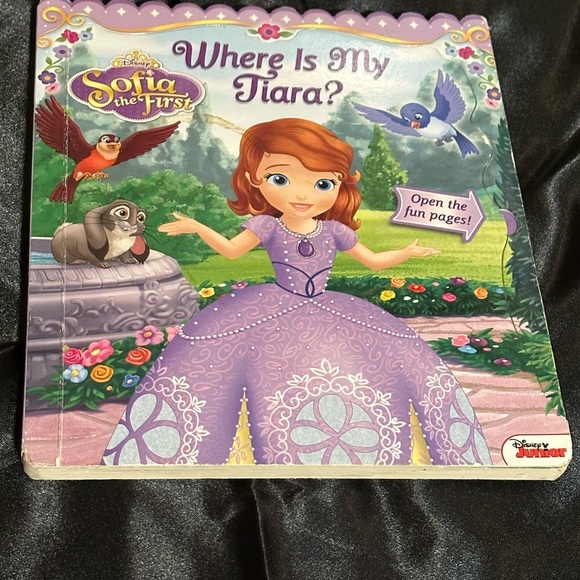 Disney
Sofia
the First
Where Is My
Tiara?
Open the
fun pages!
Disney
Junior